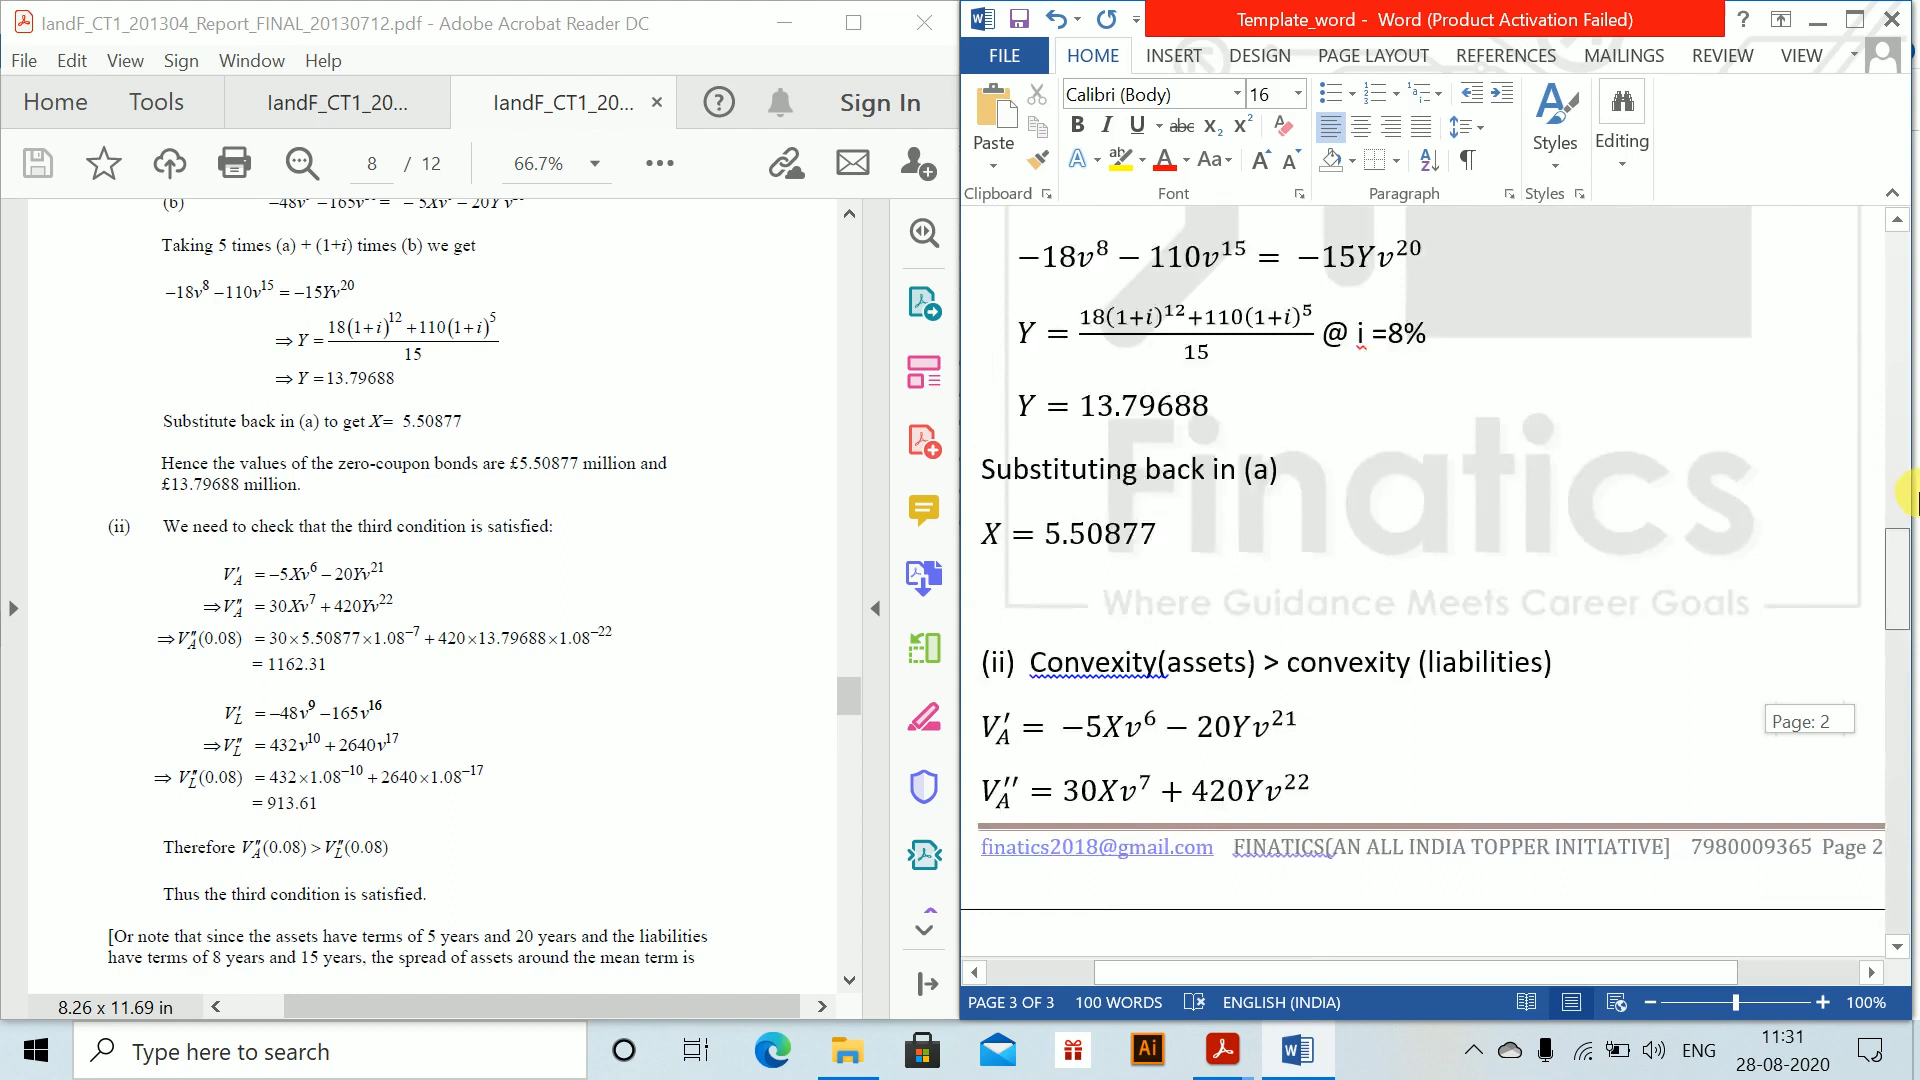 IandF_CT1_201304_Report_FINAL_20130712.pdf - Adobe Acrobat Reader DC
File Edit View Sign Window Help
Home Tools IandF_CT1_20... IandF_CT1_20... × Sign In
8 / 12 66.7%
(b) −48v −165v = −5Xv −20Yv
Taking 5 times (a) + (1+i) times (b) we get
−18v^8 −110v^15 = −15Yv^20
⇒ Y = (18(1+i)^12 +110(1+i)^5) / 15
⇒ Y = 13.79688
Substitute back in (a) to get X= 5.50877
Hence the values of the zero-coupon bonds are £5.50877 million and
£13.79688 million.
(ii) We need to check that the third condition is satisfied:
V′_A = −5Xv^6 − 20Yv^21
⇒ V″_A = 30Xv^7 + 420Yv^22
⇒ V″_A(0.08) = 30×5.50877×1.08^−7 + 420×13.79688×1.08^−22
= 1162.31
V′_L = −48v^9 −165v^16
⇒ V″_L = 432v^10 + 2640v^17
⇒ V″_L(0.08) = 432×1.08^−10 + 2640×1.08^−17
= 913.61
Therefore V″_A(0.08) > V″_L(0.08)
Thus the third condition is satisfied.
[Or note that since the assets have terms of 5 years and 20 years and the liabilities
have terms of 8 years and 15 years, the spread of assets around the mean term is
8.26 x 11.69 in
Template_word - Word (Product Activation Failed)
FILE HOME INSERT DESIGN PAGE LAYOUT REFERENCES MAILINGS REVIEW VIEW
Calibri (Body) 16
B I U abc X2 X2
Paste Styles Editing
A A Aa A A
Clipboard Font Paragraph Styles
−18v^8 − 110v^15 = −15Yv^20
Y = (18(1+i)^12+110(1+i)^5) / 15 @ i =8%
Y = 13.79688
Substituting back in (a)
X = 5.50877
Finatics
Where Guidance Meets Career Goals
(ii) Convexity(assets) > convexity (liabilities)
V′_A = −5Xv^6 − 20Yv^21
Page: 2
V′′_A = 30Xv^7 + 420Yv^22
finatics2018@gmail.com FINATICS[AN ALL INDIA TOPPER INITIATIVE] 7980009365 Page 2
PAGE 3 OF 3 100 WORDS ENGLISH (INDIA) 100%
Type here to search
Ai
ENG
11:31
28-08-2020